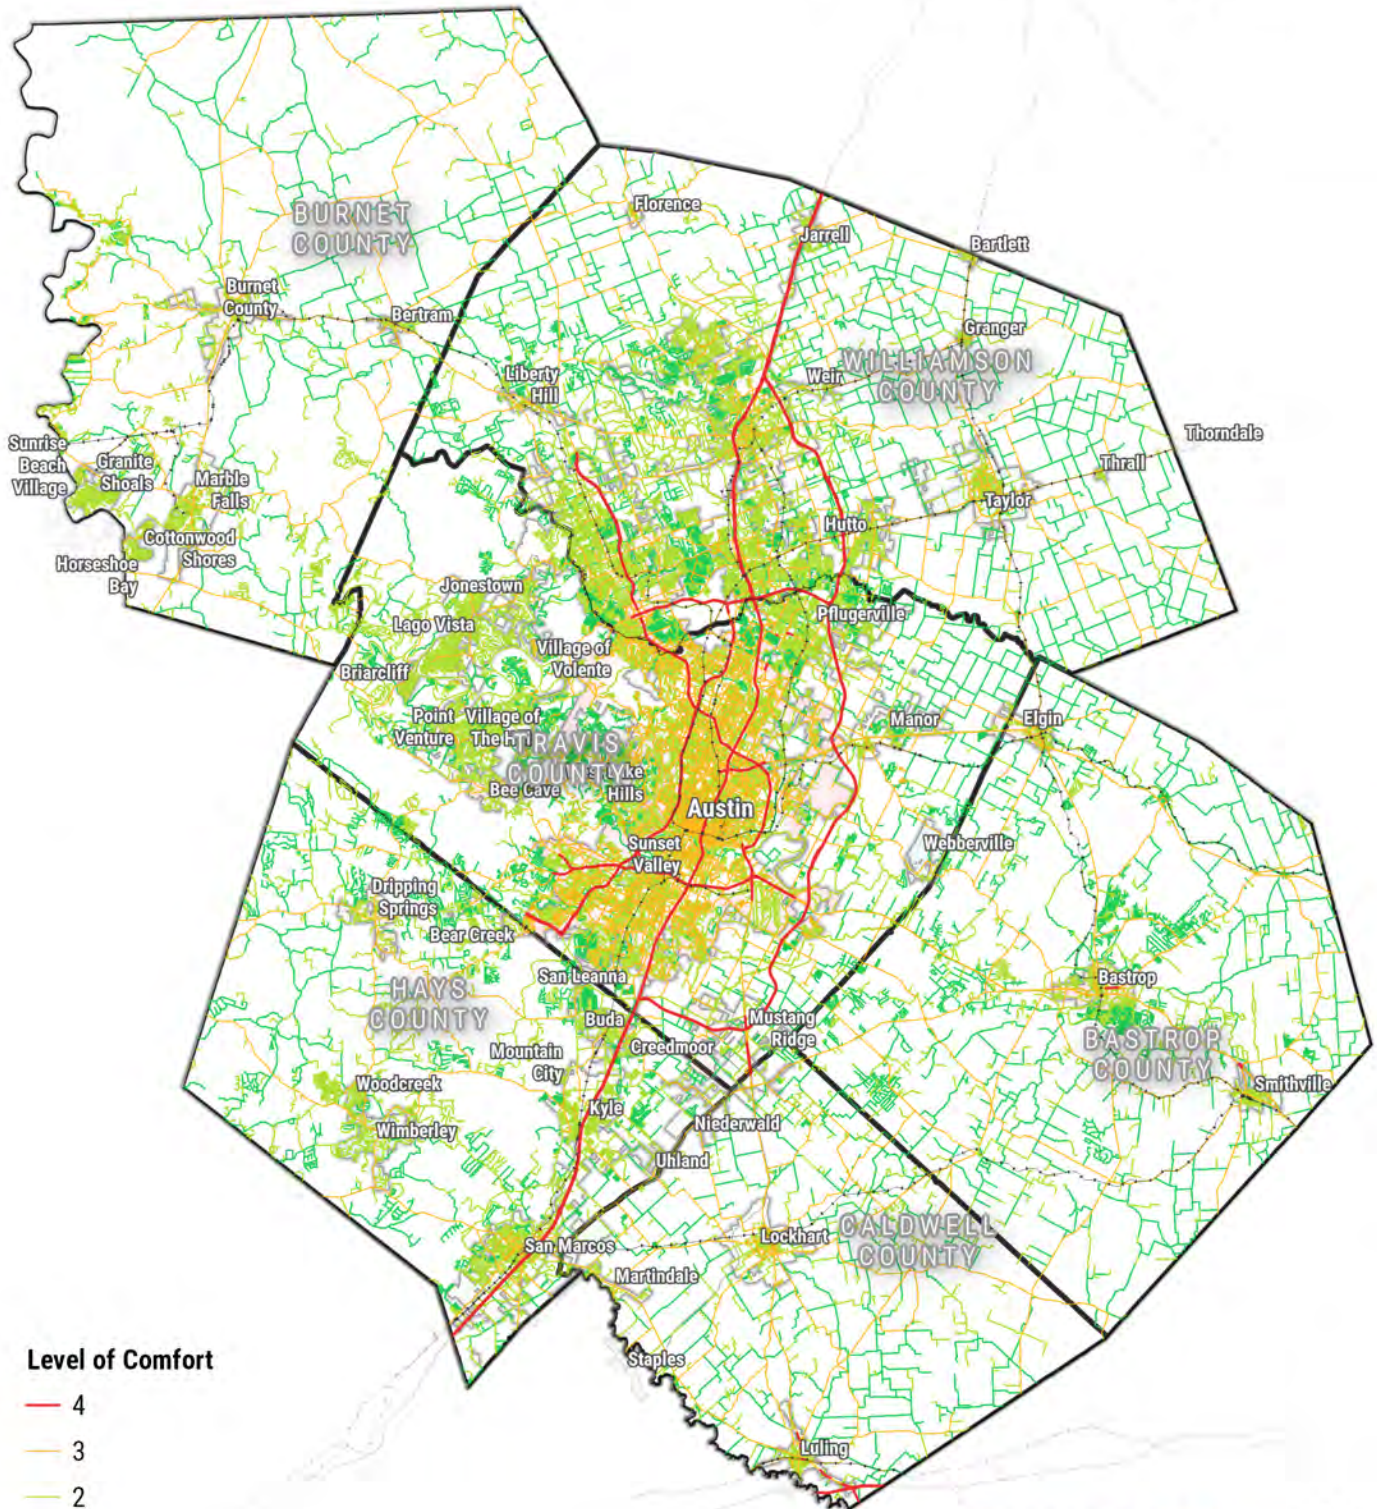 BURNET
COUNTY
Florence
Jarrell
Bartlett
Burnet
County
Bertram
Granger
WILLIAMSON
COUNTY
Liberty
Hill
Weir
Thorndale
Sunrise
Beach
Village
Granite
Shoals
Marble
Falls
Thrall
Taylor
Hutto
Cottonwood
Shores
Horseshoe
Bay
Jonestown
Lago Vista
Pflugerville
Village of
Volente
Briarcliff
Point
Venture
Village of
Manor
Elgin
TRAVIS
COUNTY
Bee Cave
Hills
Austin
Sunset
Valley
Webberville
Dripping
Springs
Bear Creek
San Leanna
HAYS
COUNTY
Bastrop
Buda
Mustang
Ridge
Creedmoor
BASTROP
COUNTY
Mountain
City
Woodcreek
Smithville
Kyle
Wimberley
Niederwald
Uhland
Lockhart
CALDWELL
COUNTY
San Marcos
Martindale
Staples
Luling
Level of Comfort
4
3
2